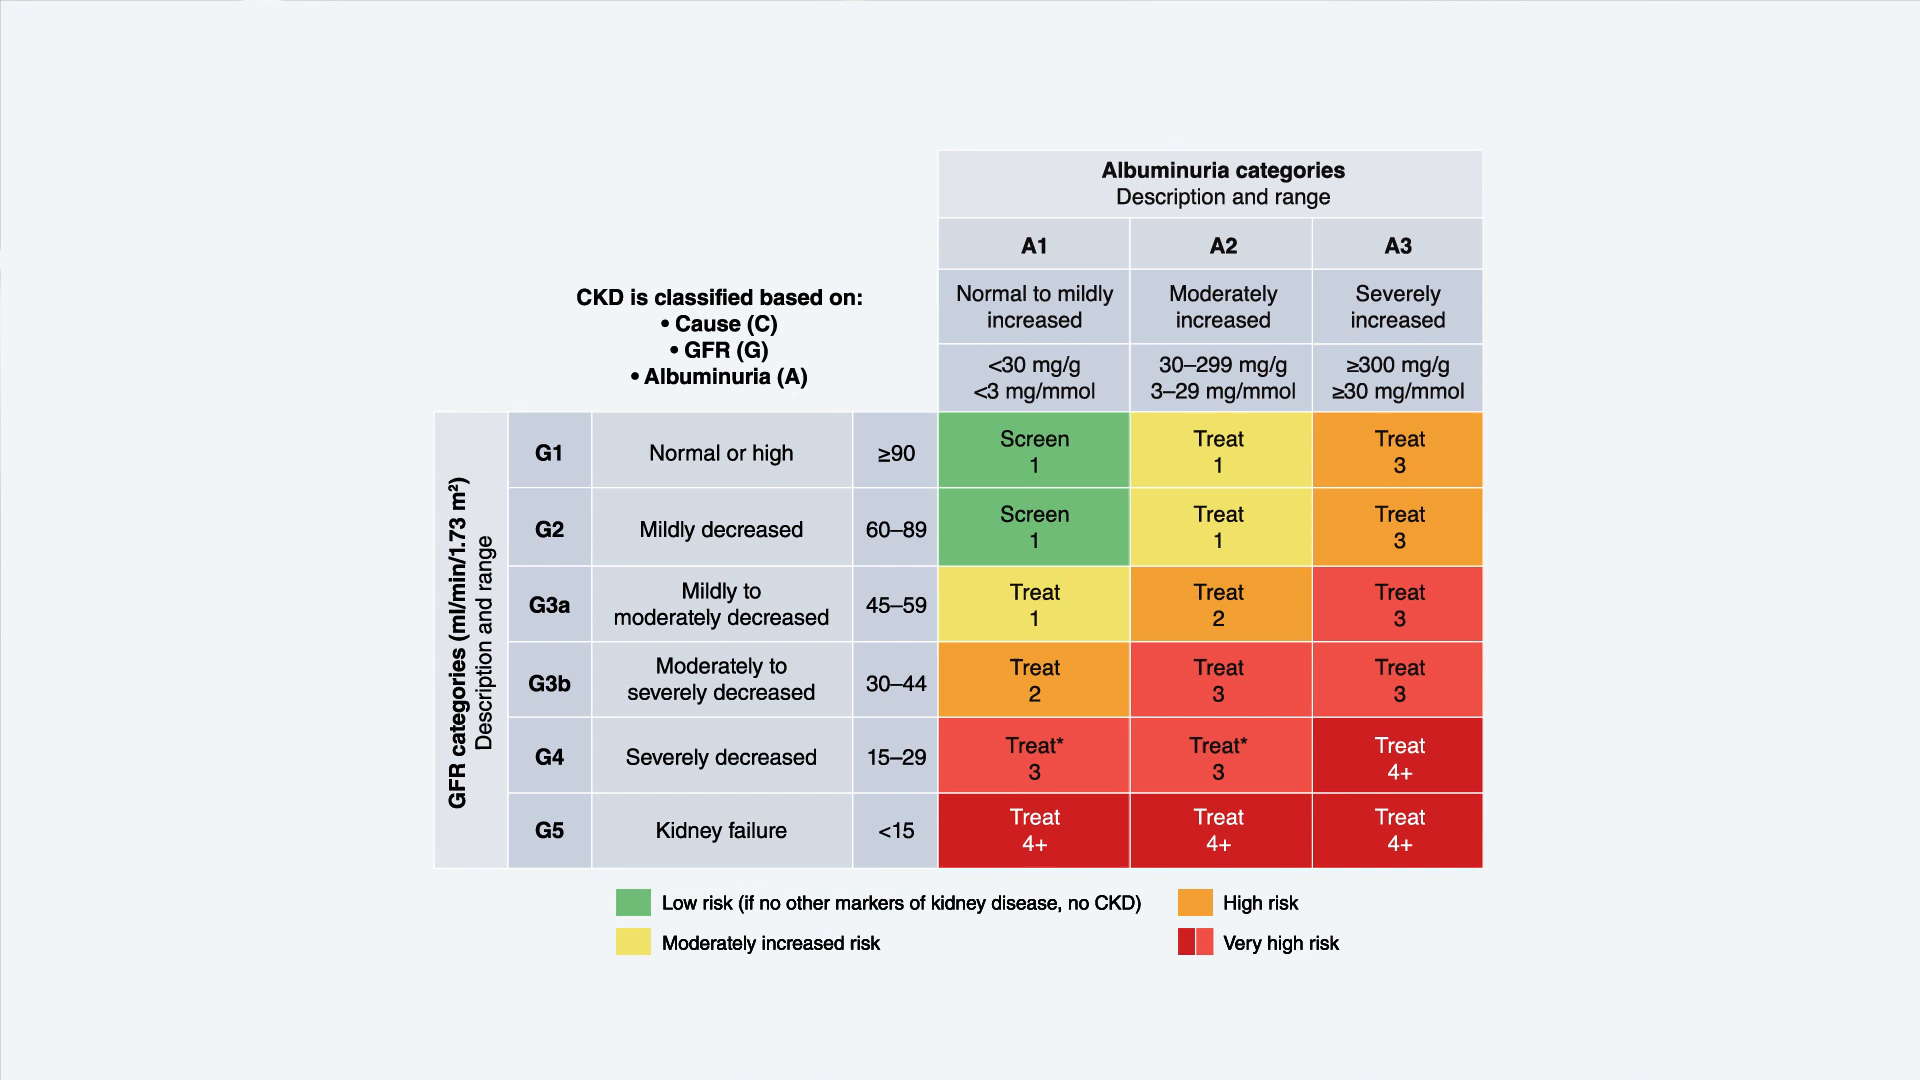 Albuminuria categories
Description and range
A1 A2 A3
CKD is classified based on:
• Cause (C)
• GFR (G)
• Albuminuria (A)
Normal to mildly
increased
Moderately
increased
Severely
increased
<30 mg/g
<3 mg/mmol
30–299 mg/g
3–29 mg/mmol
≥300 mg/g
≥30 mg/mmol
GFR categories (ml/min/1.73 m²)
Description and range
G1
Normal or high
≥90
Screen
1
Treat
1
Treat
3
G2
Mildly decreased
60–89
Screen
1
Treat
1
Treat
3
G3a
Mildly to
moderately decreased
45–59
Treat
1
Treat
2
Treat
3
G3b
Moderately to
severely decreased
30–44
Treat
2
Treat
3
Treat
3
G4
Severely decreased
15–29
Treat*
3
Treat*
3
Treat
4+
G5
Kidney failure
<15
Treat
4+
Treat
4+
Treat
4+
Low risk (if no other markers of kidney disease, no CKD)
High risk
Moderately increased risk
Very high risk